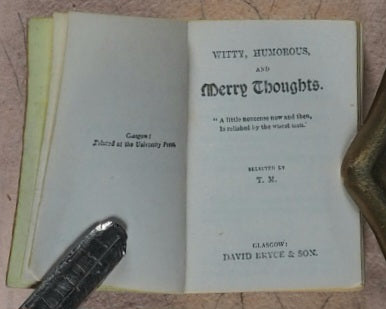 Glasgow:
Printed at the University Press.
WITTY, HUMOROUS,
AND
Merry Thoughts.
"A little nonsense now and then,
Is relished by the wisest men."
SELECTED BY
T. M.
GLASGOW:
DAVID BRYCE & SON.